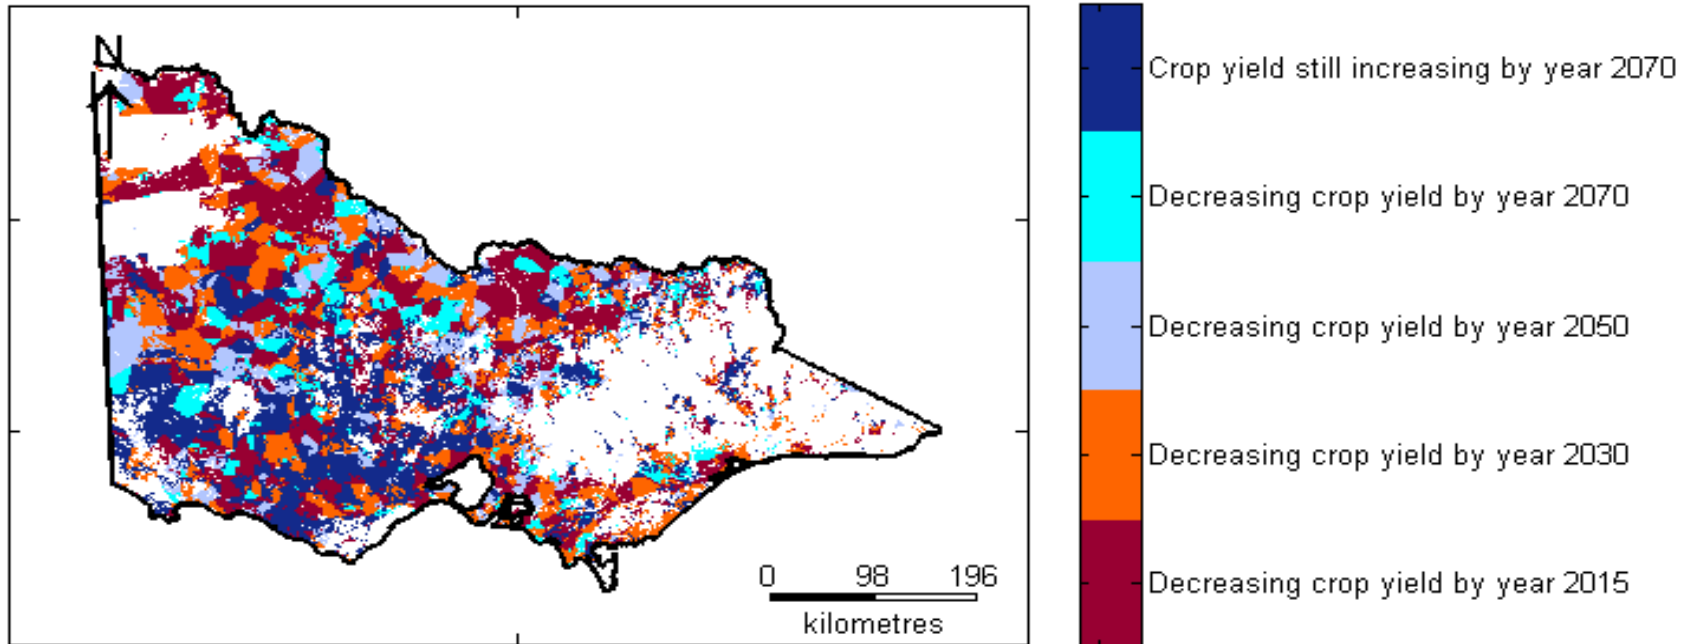 N
Crop yield still increasing by year 2070
Decreasing crop yield by year 2070
Decreasing crop yield by year 2050
Decreasing crop yield by year 2030
Decreasing crop yield by year 2015
0 98 196
kilometres